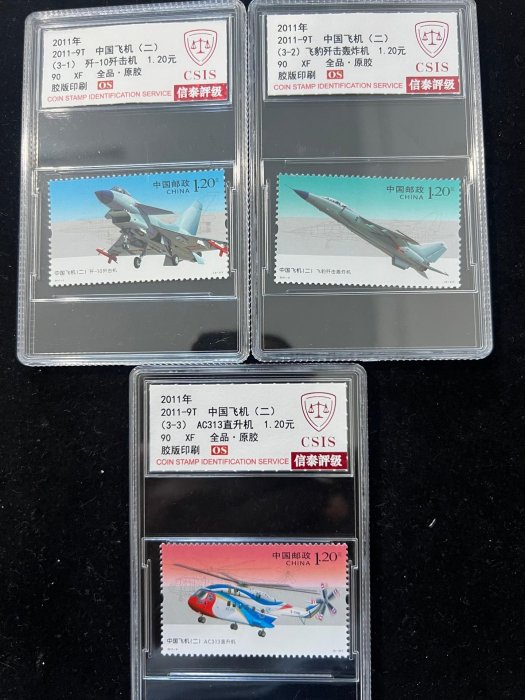 2011年
2011-9T 中国飞机（二）
(3-1) 歼-10歼击机 1.20元
90 XF 全品·原胶
胶版印刷 OS
COIN STAMP IDENTIFICATION SERVICE
CSIS
信泰評級
中国邮政 1.20元
CHINA
中国飞机(二) 歼-10歼击机
2011年
2011-9T 中国飞机（二）
(3-2) 飞豹歼击轰炸机 1.20元
90 XF 全品·原胶
胶版印刷 OS
COIN STAMP IDENTIFICATION SERVICE
CSIS
信泰評級
中国邮政 1.20元
CHINA
中国飞机(二) 飞豹歼击轰炸机
2011年
2011-9T 中国飞机（二）
(3-3) AC313直升机 1.20元
90 XF 全品·原胶
胶版印刷 OS
COIN STAMP IDENTIFICATION SERVICE
CSIS
信泰評級
中国邮政 1.20元
CHINA
中国飞机(二) AC313直升机